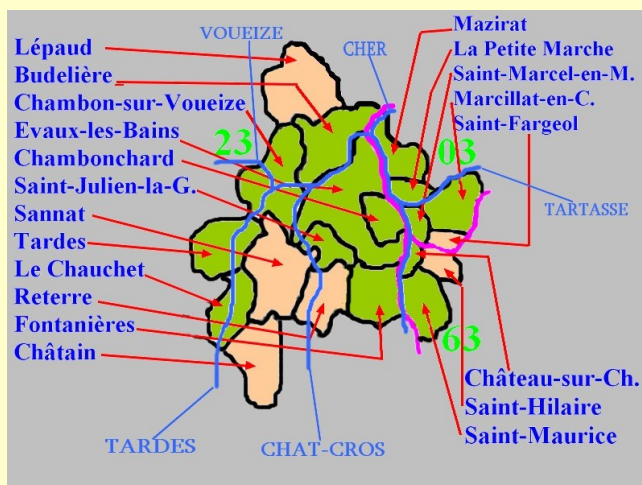 Lépaud
Budelière
Chambon-sur-Voueize
Evaux-les-Bains
Chambonchard
Saint-Julien-la-G.
Sannat
Tardes
Le Chauchet
Reterre
Fontanières
Châtain
VOUEIZE
CHER
23
03
63
TARDES
CHAT-CROS
TARTASSE
Mazirat
La Petite Marche
Saint-Marcel-en-M.
Marcillat-en-C.
Saint-Fargeol
Château-sur-Ch.
Saint-Hilaire
Saint-Maurice